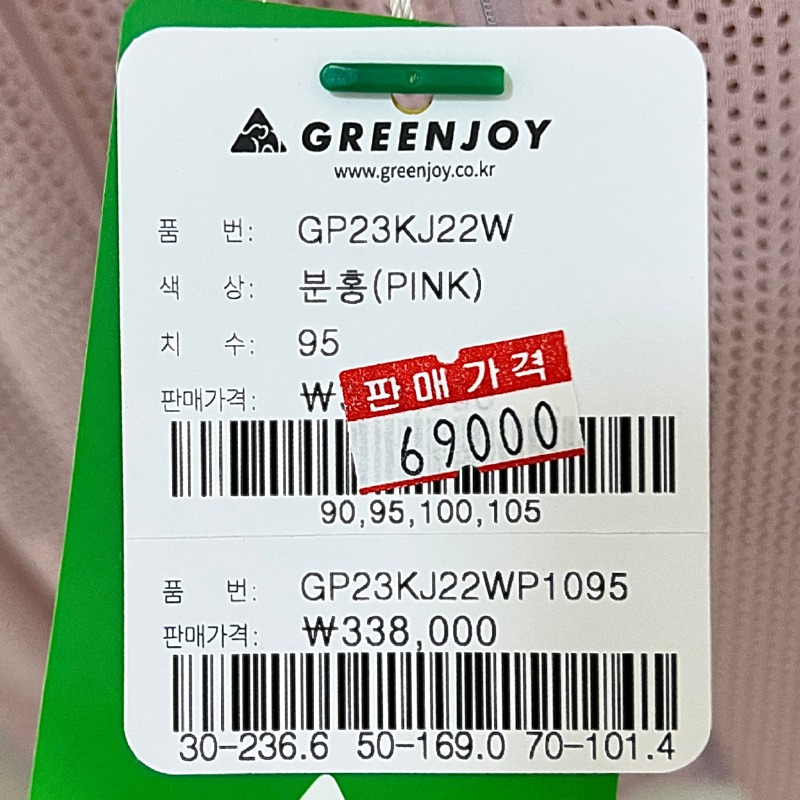 GREENJOY
www.greenjoy.co.kr
품 번: GP23KJ22W
색 상: 분홍(PINK)
치 수: 95
판매가격: ₩
판매가격
69000
90,95,100,105
품 번: GP23KJ22WP1095
판매가격: ₩338,000
30-236.6 50-169.0 70-101.4